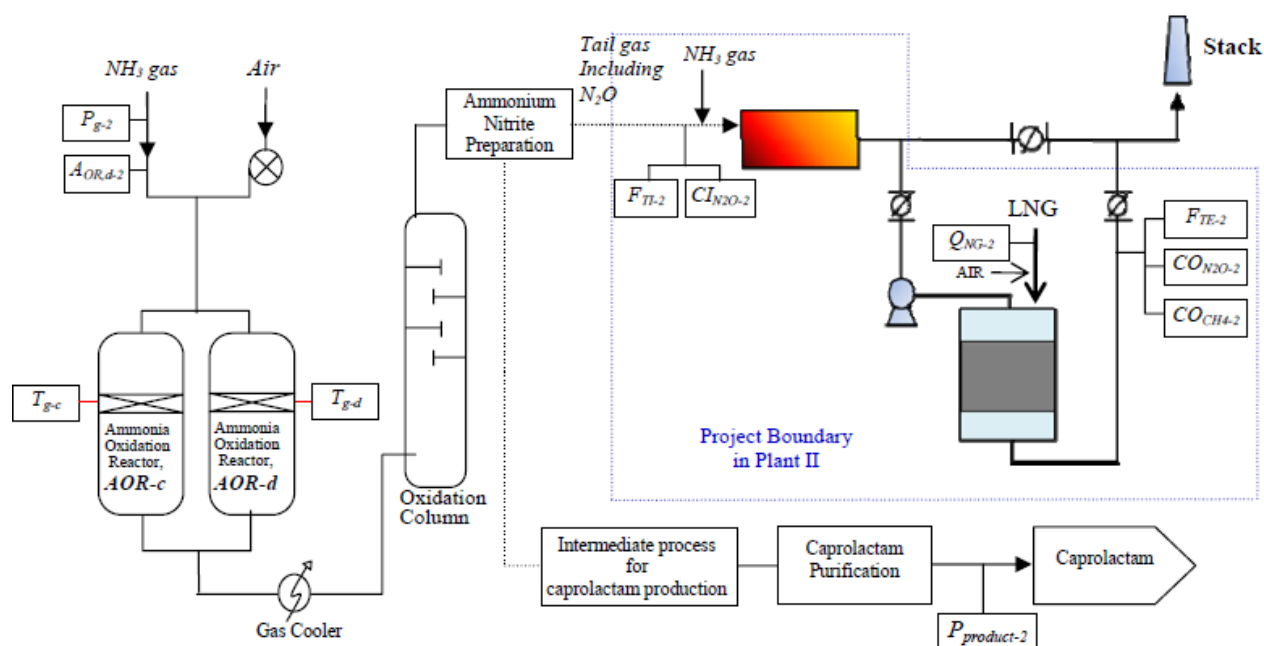 NH3 gas
Air
Pg-2
AOR,d-2
Tg-c
Ammonia
Oxidation
Reactor,
AOR-c
Ammonia
Oxidation
Reactor,
AOR-d
Tg-d
Gas Cooler
Oxidation
Column
Ammonium
Nitrite
Preparation
Tail gas
Including
N2O
NH3 gas
FTI-2
CIN2O-2
Stack
LNG
QNG-2
AIR
FTE-2
CON2O-2
COCH4-2
Project Boundary
in Plant II
Intermediate process
for
caprolactam production
Caprolactam
Purification
Caprolactam
Pproduct-2